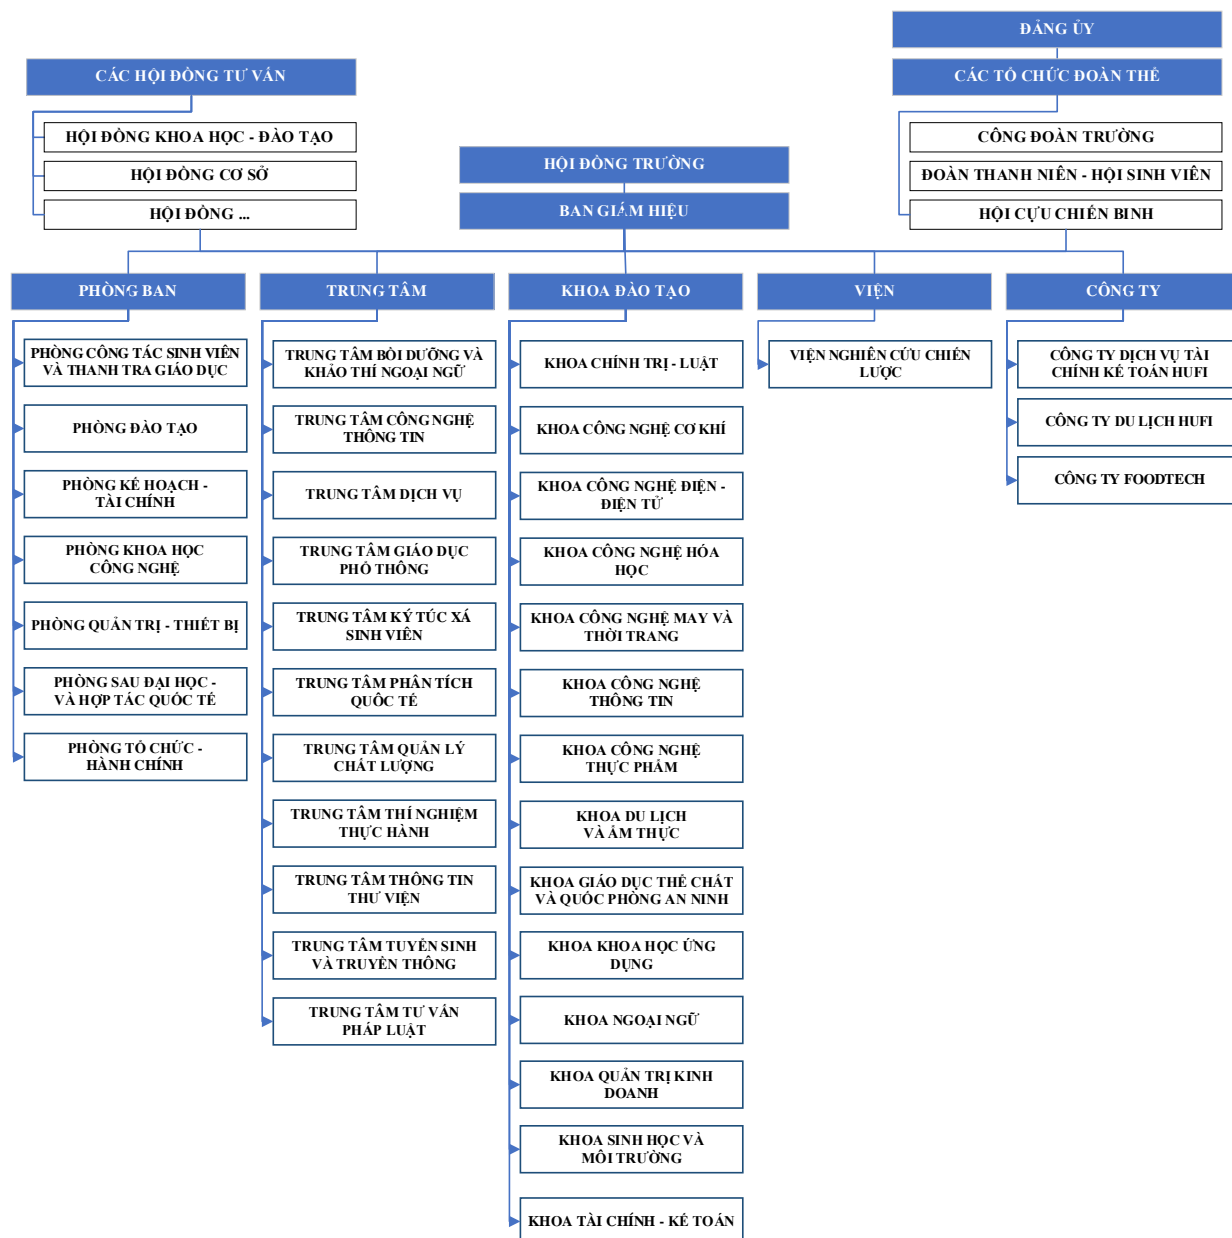 ĐẢNG ỦY
CÁC HỘI ĐỒNG TƯ VẤN
CÁC TỔ CHỨC ĐOÀN THỂ
HỘI ĐỒNG KHOA HỌC - ĐÀO TẠO
HỘI ĐỒNG CƠ SỞ
HỘI ĐỒNG ...
HỘI ĐỒNG TRƯỜNG
BAN GIÁM HIỆU
CÔNG ĐOÀN TRƯỜNG
ĐOÀN THANH NIÊN - HỘI SINH VIÊN
HỘI CỰU CHIẾN BINH
PHÒNG BAN
PHÒNG CÔNG TÁC SINH VIÊN
VÀ THANH TRA GIÁO DỤC
PHÒNG ĐÀO TẠO
PHÒNG KẾ HOẠCH -
TÀI CHÍNH
PHÒNG KHOA HỌC
CÔNG NGHỆ
PHÒNG QUẢN TRỊ - THIẾT BỊ
PHÒNG SAU ĐẠI HỌC -
VÀ HỢP TÁC QUỐC TẾ
PHÒNG TỔ CHỨC -
HÀNH CHÍNH
TRUNG TÂM
TRUNG TÂM BỒI DƯỠNG VÀ
KHẢO THÍ NGOẠI NGỮ
TRUNG TÂM CÔNG NGHỆ
THÔNG TIN
TRUNG TÂM DỊCH VỤ
TRUNG TÂM GIÁO DỤC
PHỔ THÔNG
TRUNG TÂM KÝ TÚC XÁ
SINH VIÊN
TRUNG TÂM PHÂN TÍCH
QUỐC TẾ
TRUNG TÂM QUẢN LÝ
CHẤT LƯỢNG
TRUNG TÂM THÍ NGHIỆM
THỰC HÀNH
TRUNG TÂM THÔNG TIN
THƯ VIỆN
TRUNG TÂM TUYỂN SINH
VÀ TRUYỀN THÔNG
TRUNG TÂM TƯ VẤN
PHÁP LUẬT
KHOA ĐÀO TẠO
KHOA CHÍNH TRỊ - LUẬT
KHOA CÔNG NGHỆ CƠ KHÍ
KHOA CÔNG NGHỆ ĐIỆN -
ĐIỆN TỬ
KHOA CÔNG NGHỆ HÓA
HỌC
KHOA CÔNG NGHỆ MAY VÀ
THỜI TRANG
KHOA CÔNG NGHỆ
THÔNG TIN
KHOA CÔNG NGHỆ
THỰC PHẨM
KHOA DU LỊCH
VÀ ẨM THỰC
KHOA GIÁO DỤC THỂ CHẤT
VÀ QUỐC PHÒNG AN NINH
KHOA KHOA HỌC ỨNG
DỤNG
KHOA NGOẠI NGỮ
KHOA QUẢN TRỊ KINH
DOANH
KHOA SINH HỌC VÀ
MÔI TRƯỜNG
KHOA TÀI CHÍNH - KẾ TOÁN
VIỆN
VIỆN NGHIÊN CỨU CHIẾN
LƯỢC
CÔNG TY
CÔNG TY DỊCH VỤ TÀI
CHÍNH KẾ TOÁN HUFI
CÔNG TY DU LỊCH HUFI
CÔNG TY FOODTECH